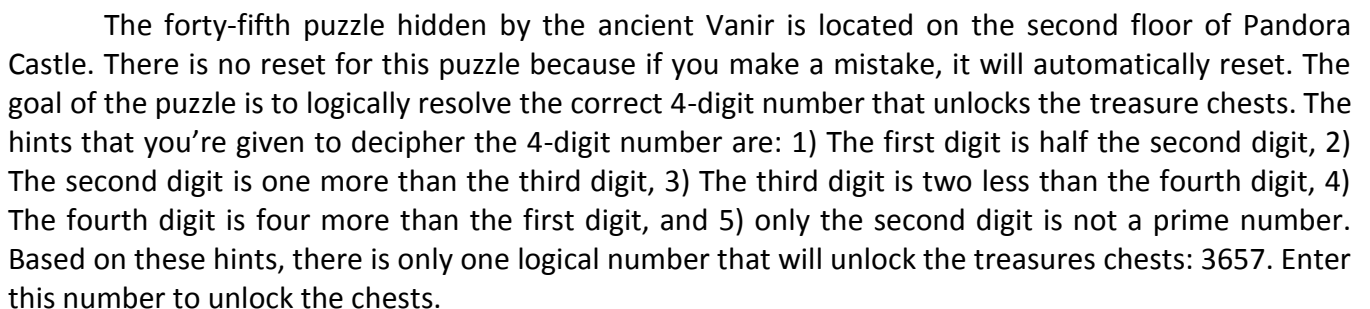 The forty-fifth puzzle hidden by the ancient Vanir is located on the second floor of Pandora
Castle. There is no reset for this puzzle because if you make a mistake, it will automatically reset. The
goal of the puzzle is to logically resolve the correct 4-digit number that unlocks the treasure chests. The
hints that you’re given to decipher the 4-digit number are: 1) The first digit is half the second digit, 2)
The second digit is one more than the third digit, 3) The third digit is two less than the fourth digit, 4)
The fourth digit is four more than the first digit, and 5) only the second digit is not a prime number.
Based on these hints, there is only one logical number that will unlock the treasures chests: 3657. Enter
this number to unlock the chests.